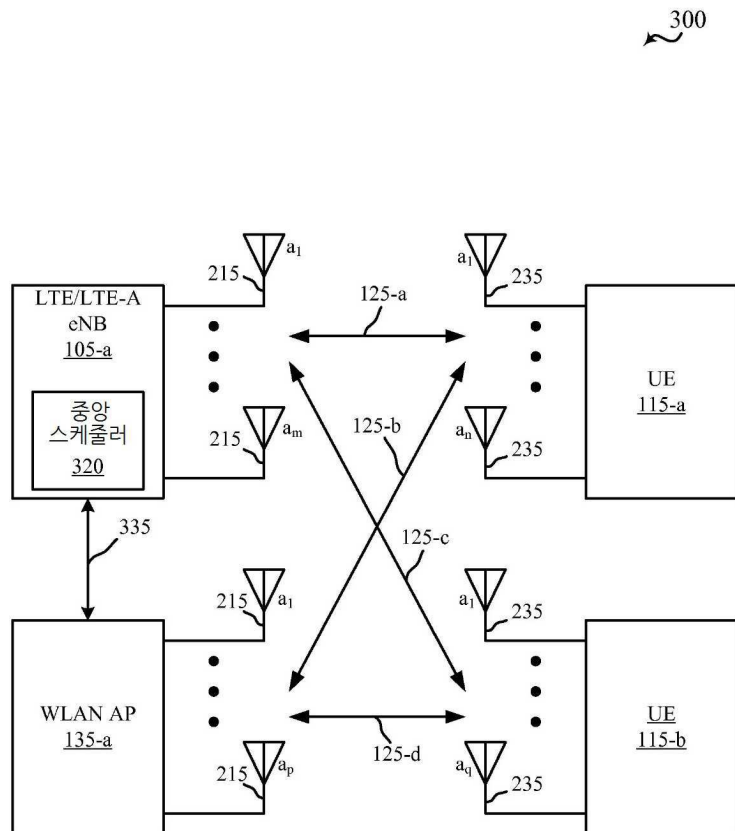 300
a1
215
a1
235
LTE/LTE-A
eNB
105-a
125-a
UE
115-a
중앙
스케줄러
320
215
am
125-b
an
235
335
125-c
215
a1
a1
235
WLAN AP
135-a
UE
115-b
125-d
215
ap
aq
235